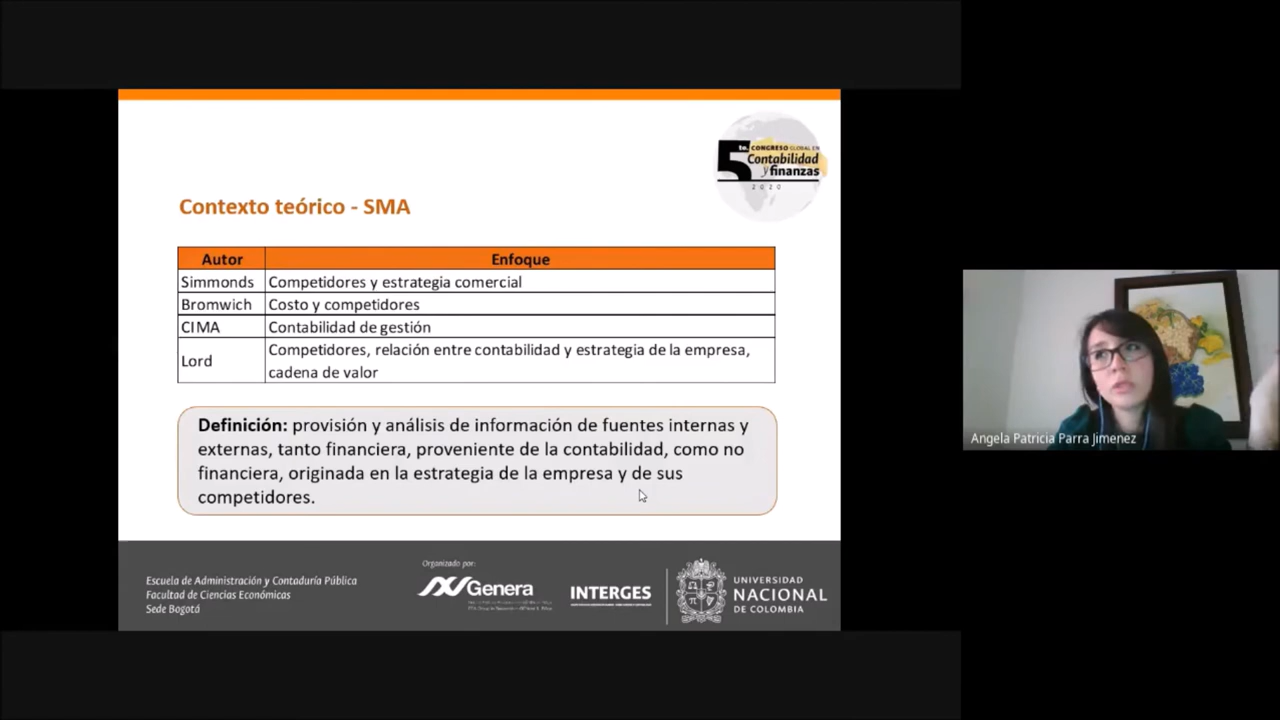 5to. CONGRESO GLOBAL EN
Contabilidad
y finanzas
2020
Contexto teórico - SMA
Autor Enfoque
Simmonds Competidores y estrategia comercial
Bromwich Costo y competidores
CIMA Contabilidad de gestión
Lord Competidores, relación entre contabilidad y estrategia de la empresa,
cadena de valor
Definición: provisión y análisis de información de fuentes internas y
externas, tanto financiera, proveniente de la contabilidad, como no
financiera, originada en la estrategia de la empresa y de sus
competidores.
Angela Patricia Parra Jimenez
Escuela de Administración y Contaduría Pública
Facultad de Ciencias Económicas
Sede Bogotá
Organizado por:
Genera
INTERGES
UNIVERSIDAD
NACIONAL
DE COLOMBIA